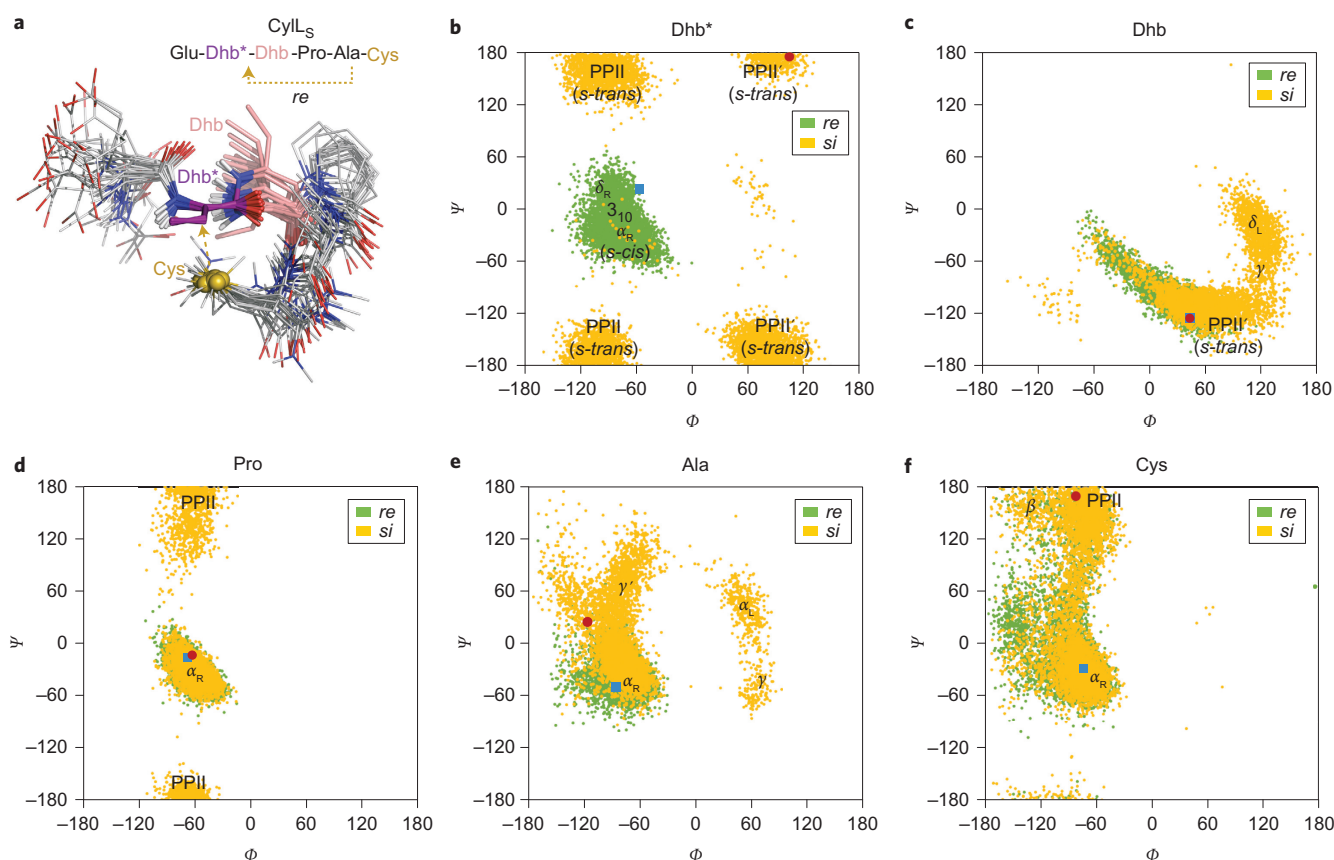 a
CylLS
Glu-Dhb*-Dhb-Pro-Ala-Cys
re
Dhb
Dhb*
Cys
b
Dhb*
180
120
60
0
–60
–120
–180
Ψ
PPII
(s-trans)
PPII′
(s-trans)
re
si
δR
310
αR
(s-cis)
PPII
(s-trans)
PPII′
(s-trans)
–180 –120 –60 0 60 120 180
Φ
c
Dhb
180
120
60
0
–60
–120
–180
Ψ
re
si
δL
γ
PPII′
(s-trans)
–180 –120 –60 0 60 120 180
Φ
d
Pro
180
120
60
0
–60
–120
–180
Ψ
PPII
re
si
αR
PPII
–180 –120 –60 0 60 120 180
Φ
e
Ala
180
120
60
0
–60
–120
–180
Ψ
re
si
γ′
αL
αR
γ
–180 –120 –60 0 60 120 180
Φ
f
Cys
180
120
60
0
–60
–120
–180
Ψ
β
PPII
re
si
αR
–180 –120 –60 0 60 120 180
Φ